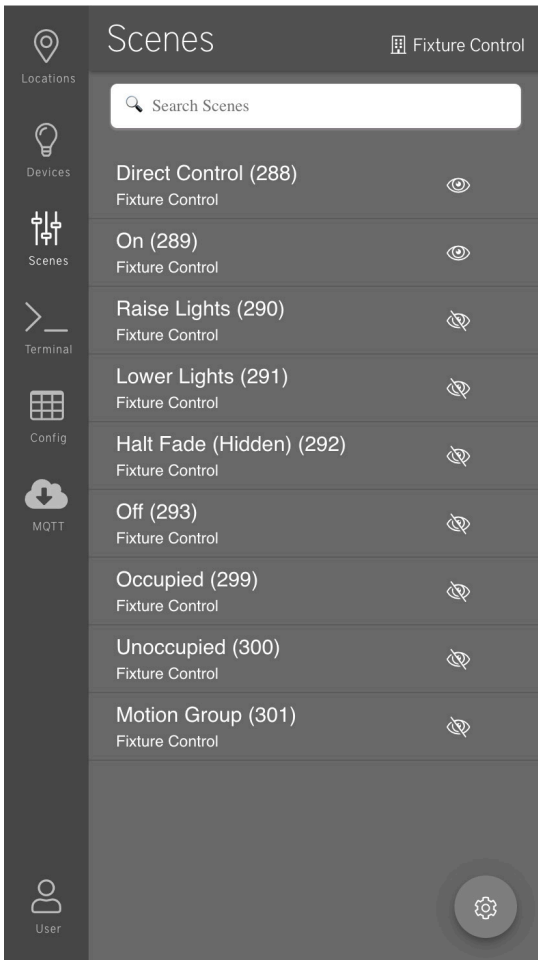 Scenes
Fixture Control
Locations
Devices
Scenes
Terminal
Config
MQTT
User
Search Scenes
Direct Control (288)
Fixture Control
On (289)
Fixture Control
Raise Lights (290)
Fixture Control
Lower Lights (291)
Fixture Control
Halt Fade (Hidden) (292)
Fixture Control
Off (293)
Fixture Control
Occupied (299)
Fixture Control
Unoccupied (300)
Fixture Control
Motion Group (301)
Fixture Control